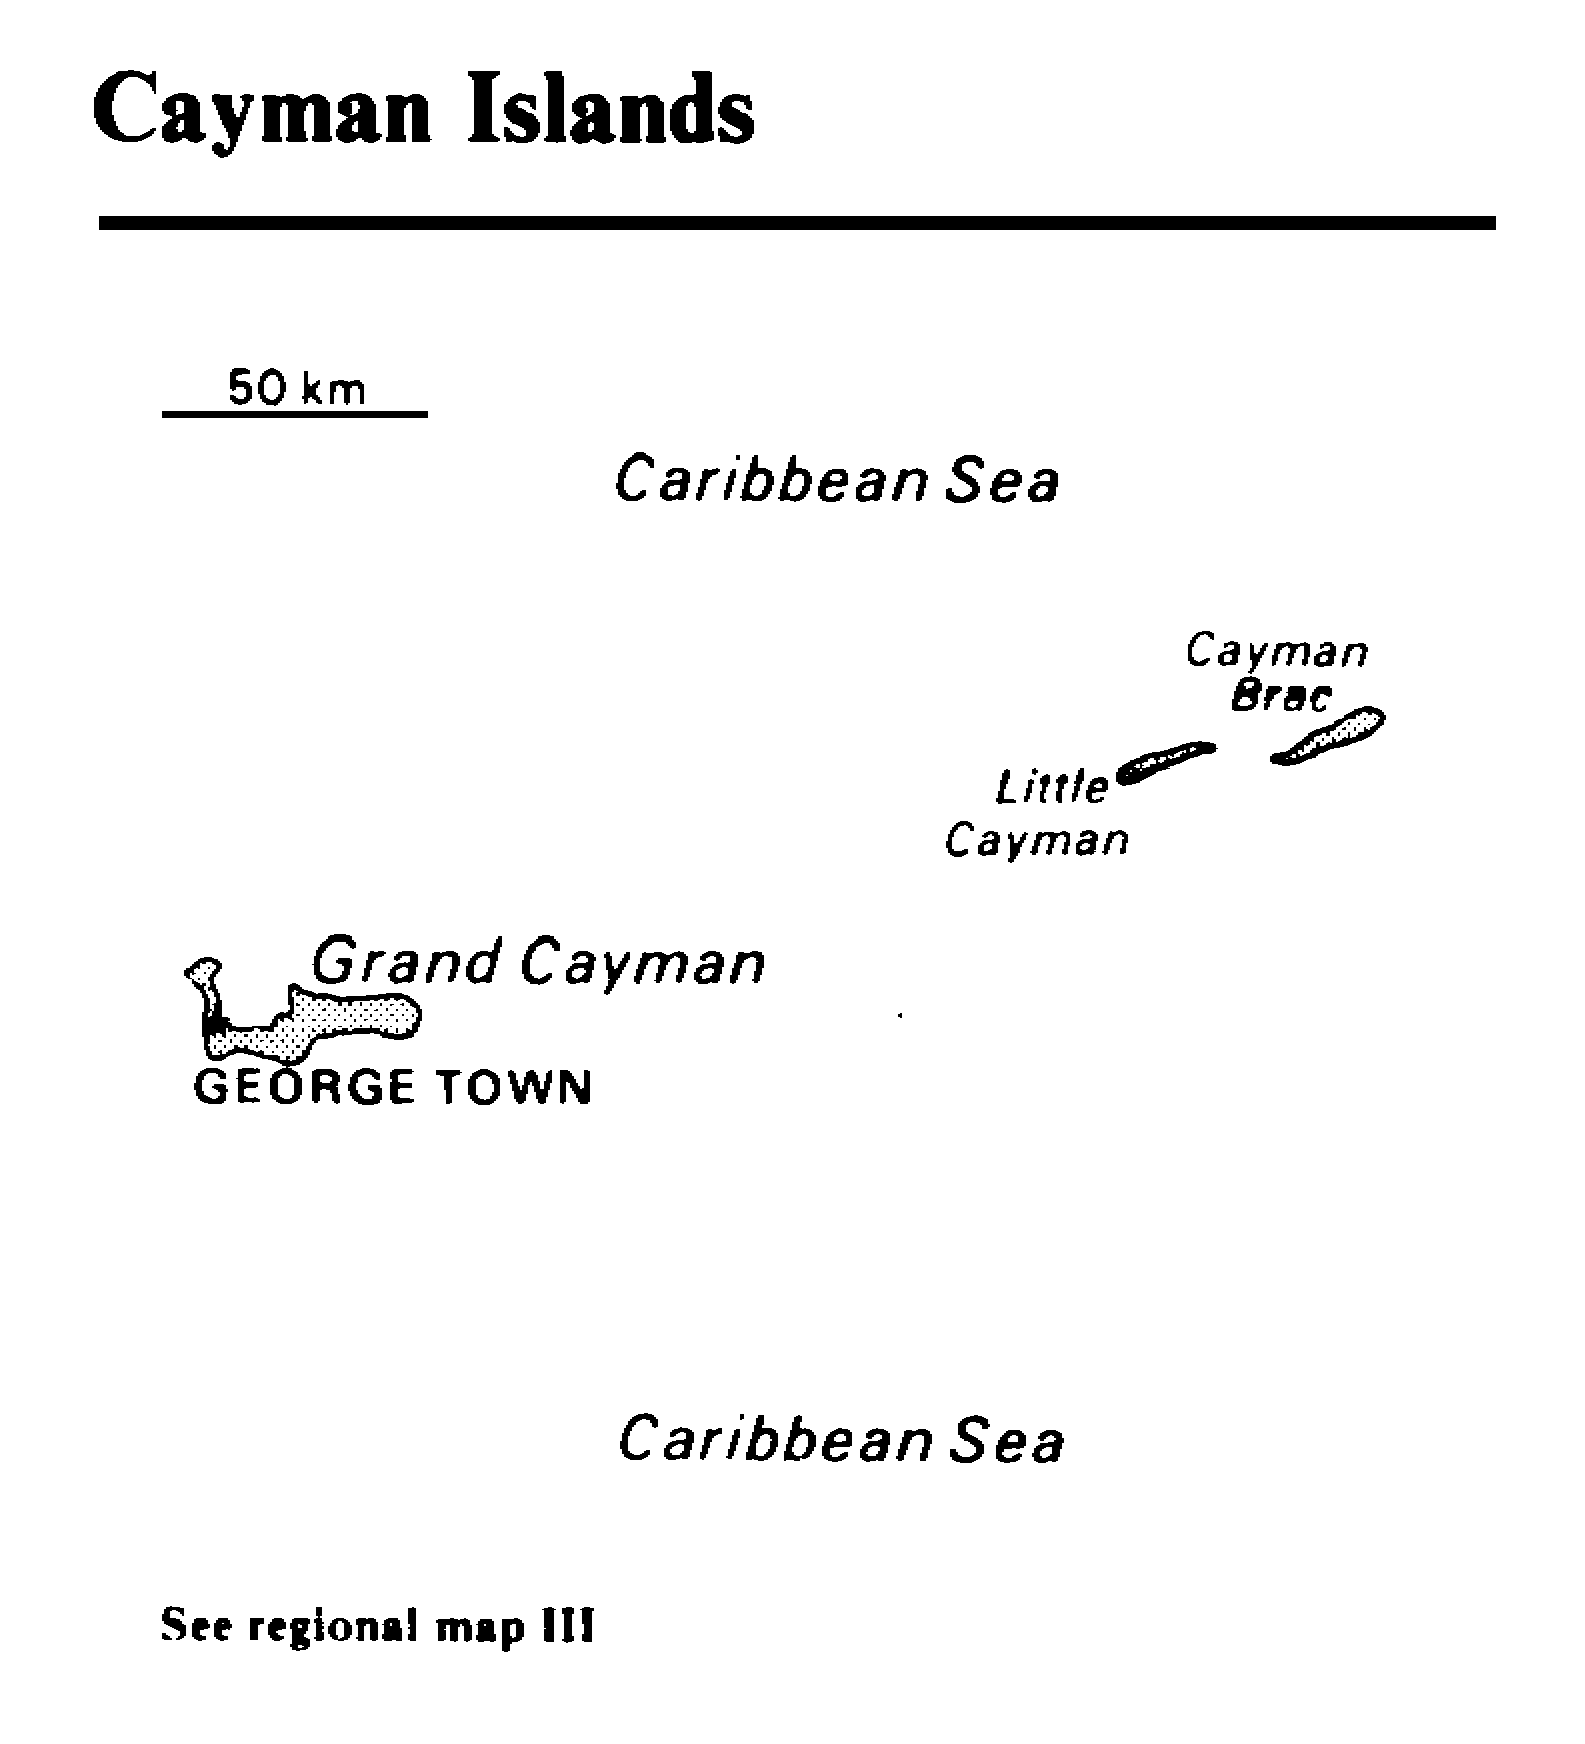 Cayman Islands
50 km
Caribbean Sea
Cayman
Brac
Little
Cayman
Grand Cayman
GEORGE TOWN
Caribbean Sea
See regional map III